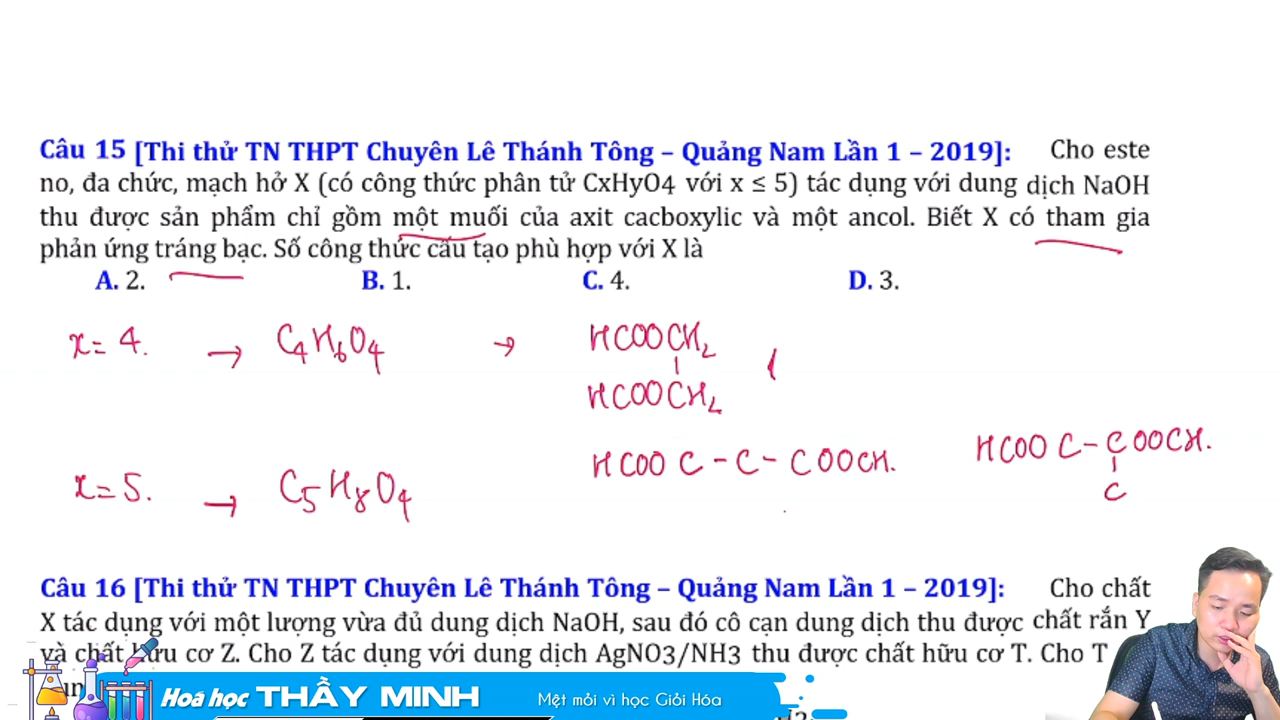 Câu 15 [Thi thử TN THPT Chuyên Lê Thánh Tông – Quảng Nam Lần 1 – 2019]: Cho este
no, đa chức, mạch hở X (có công thức phân tử CxHyO4 với x ≤ 5) tác dụng với dung dịch NaOH
thu được sản phẩm chỉ gồm một muối của axit cacboxylic và một ancol. Biết X có tham gia
phản ứng tráng bạc. Số công thức cấu tạo phù hợp với X là
A. 2. B. 1. C. 4. D. 3.
x = 4. → C4H6O4 → HCOOCH2
|
HCOOCH2
1
HCOO C – C – COOCH. HCOO C – COOCH.
|
C
x = 5. → C5H8O4
Câu 16 [Thi thử TN THPT Chuyên Lê Thánh Tông – Quảng Nam Lần 1 – 2019]: Cho chất
X tác dụng với một lượng vừa đủ dung dịch NaOH, sau đó cô cạn dung dịch thu được chất rắn Y
và chất hữu cơ Z. Cho Z tác dụng với dung dịch AgNO3/NH3 thu được chất hữu cơ T. Cho T
Hoá học THẦY MINH Mệt mỏi vì học Giỏi Hóa